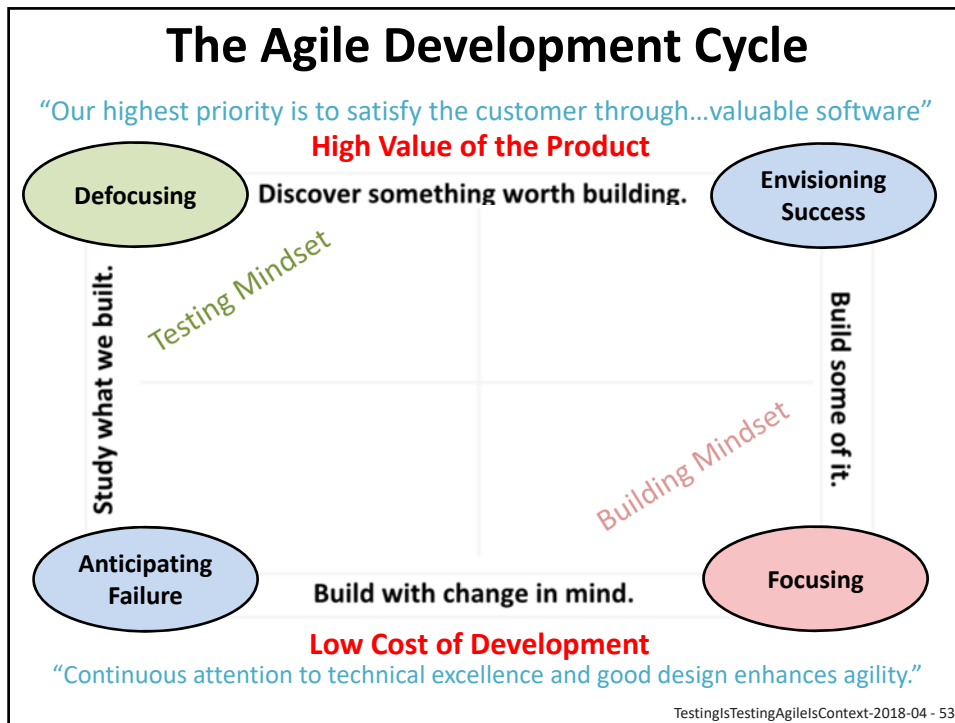 The Agile Development Cycle
“Our highest priority is to satisfy the customer through...valuable software”
High Value of the Product
Defocusing
Discover something worth building.
Envisioning
Success
Testing Mindset
Study what we built.
Build some of it.
Building Mindset
Anticipating
Failure
Build with change in mind.
Focusing
Low Cost of Development
“Continuous attention to technical excellence and good design enhances agility.”
TestingIsTestingAgileIsContext-2018-04 - 53